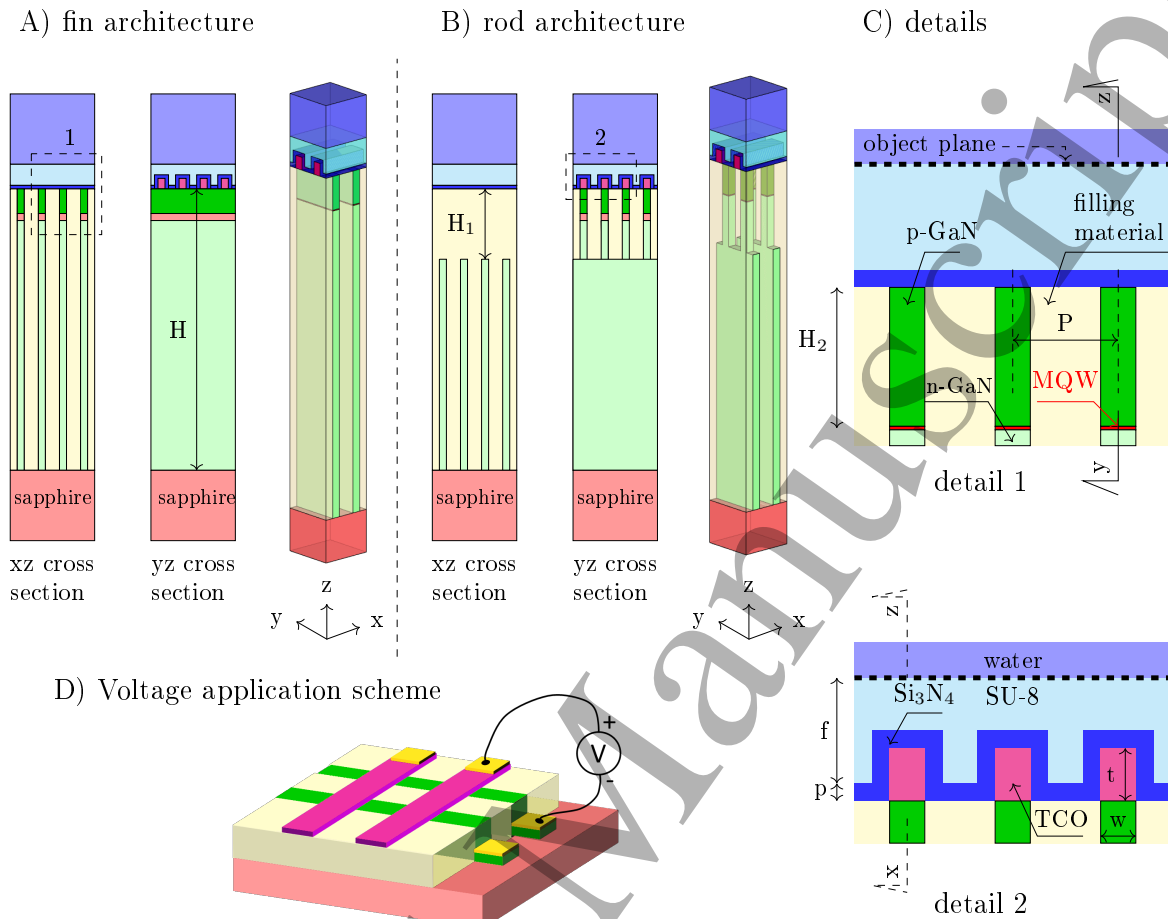 A) fin architecture
B) rod architecture
C) details
1
H
sapphire
sapphire
xz cross
section
yz cross
section
z
y
x
2
H₁
sapphire
sapphire
xz cross
section
yz cross
section
z
y
x
z
object plane
p-GaN
filling
material
P
H₂
n-GaN
MQW
y
detail 1
z
water
Si₃N₄
SU-8
f
p
t
TCO
w
x
detail 2
D) Voltage application scheme
+
V
-
Manuscrip